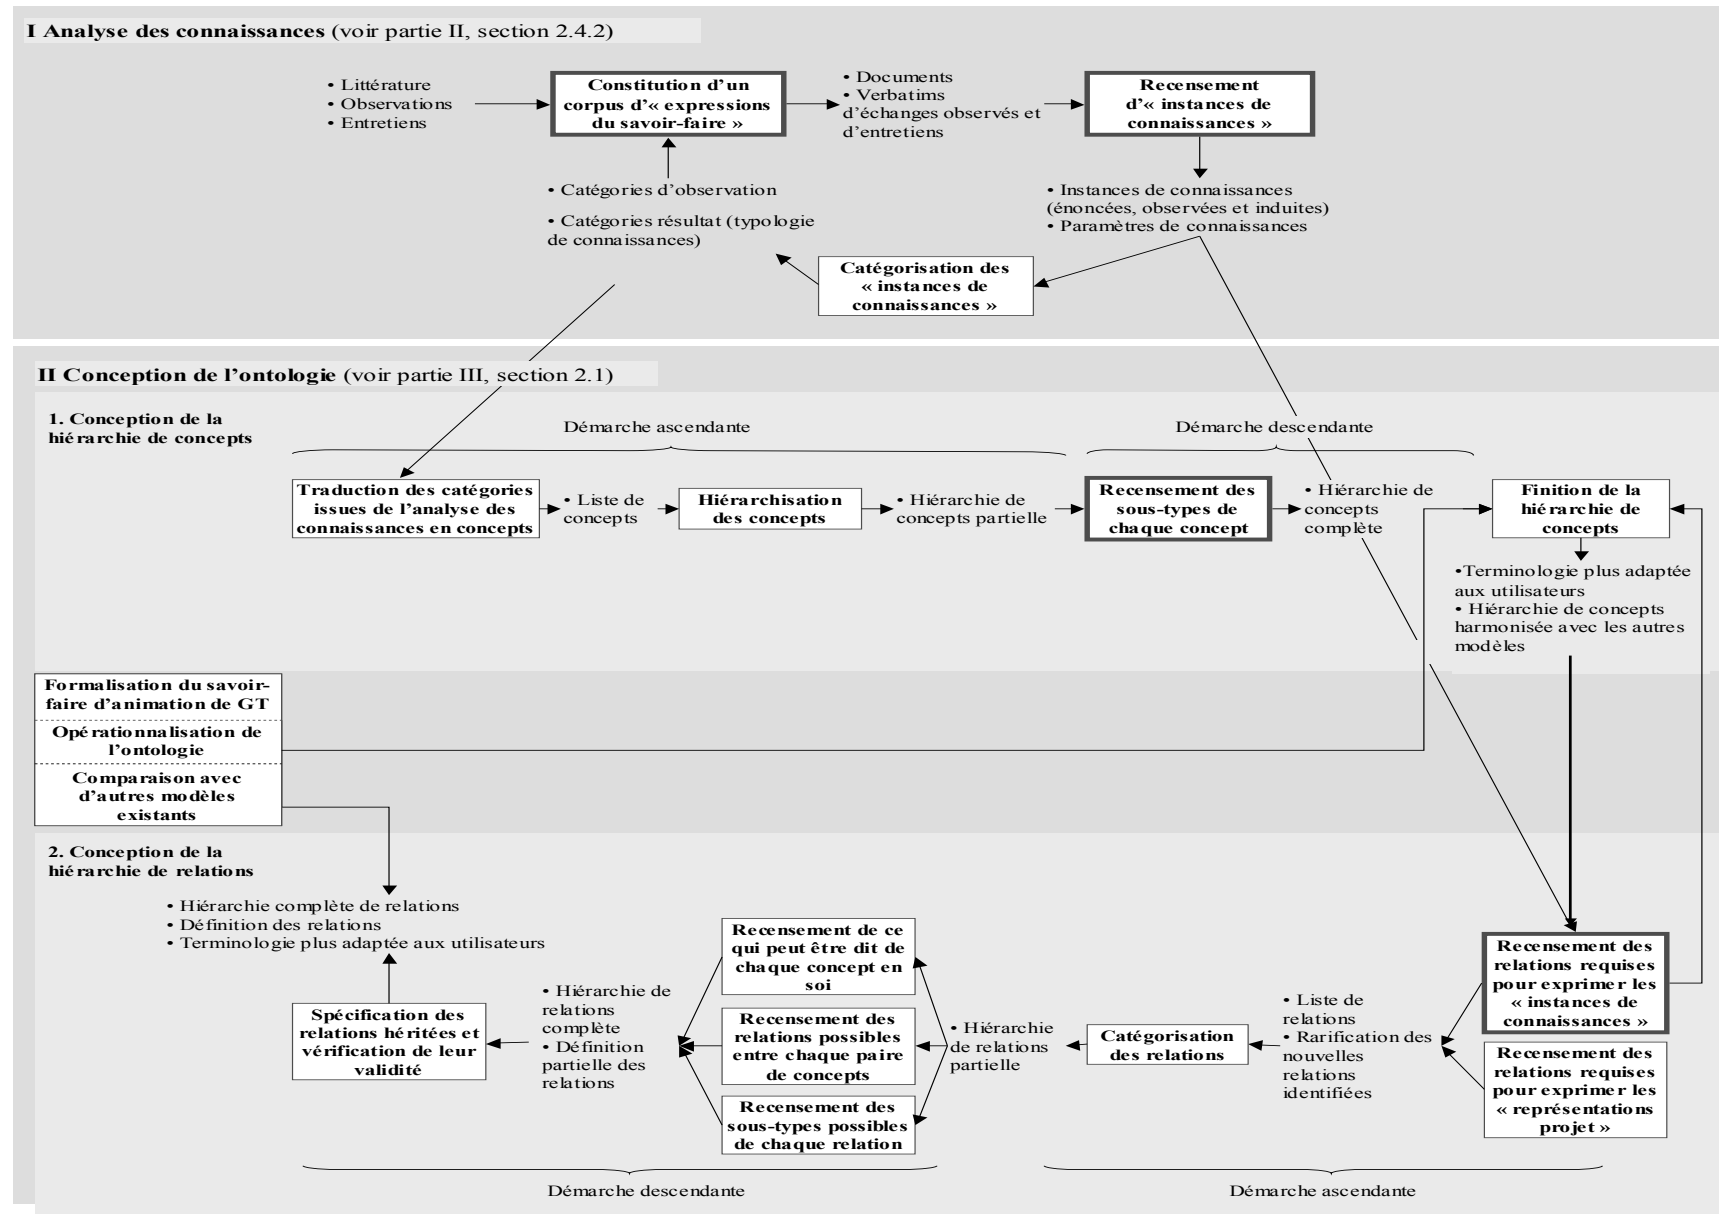 I Analyse des connaissances (voir partie II, section 2.4.2)
• Littérature
• Observations
• Entretiens
Constitution d'un
corpus d'« expressions
du savoir-faire »
• Documents
• Verbatims
d'échanges observés et
d'entretiens
Recensement
d'« instances de
connaissances »
• Catégories d'observation
• Catégories résultat (typologie
de connaissances)
• Instances de connaissances
(énoncées, observées et induites)
• Paramètres de connaissances
Catégorisation des
« instances de
connaissances »
II Conception de l'ontologie (voir partie III, section 2.1)
1. Conception de la
hiérarchie de concepts
Démarche ascendante
Démarche descendante
Traduction des catégories
issues de l'analyse des
connaissances en concepts
• Liste de
concepts
Hiérarchisation
des concepts
• Hiérarchie de
concepts partielle
Recensement des
sous-types de
chaque concept
• Hiérarchie de
concepts
complète
Finition de la
hiérarchie de
concepts
•Terminologie plus adaptée
aux utilisateurs
• Hiérarchie de concepts
harmonisée avec les autres
modèles
Formalisation du savoir-
faire d'animation de GT
Opérationnalisation de
l'ontologie
Comparaison avec
d'autres modèles
existants
2. Conception de la
hiérarchie de relations
• Hiérarchie complète de relations
• Définition des relations
• Terminologie plus adaptée aux utilisateurs
Spécification des
relations héritées et
vérification de leur
validité
• Hiérarchie de
relations
complète
• Définition
partielle des
relations
Recensement de ce
qui peut être dit de
chaque concept en
soi
Recensement des
relations possibles
entre chaque paire
de concepts
Recensement des
sous-types possibles
de chaque relation
• Hiérarchie
de relations
partielle
Catégorisation
des relations
• Liste de
relations
• Rarification des
nouvelles
relations
identifiées
Recensement des
relations requises
pour exprimer les
« instances de
connaissances »
Recensement des
relations requises
pour exprimer les
« représentations
projet »
Démarche descendante
Démarche ascendante